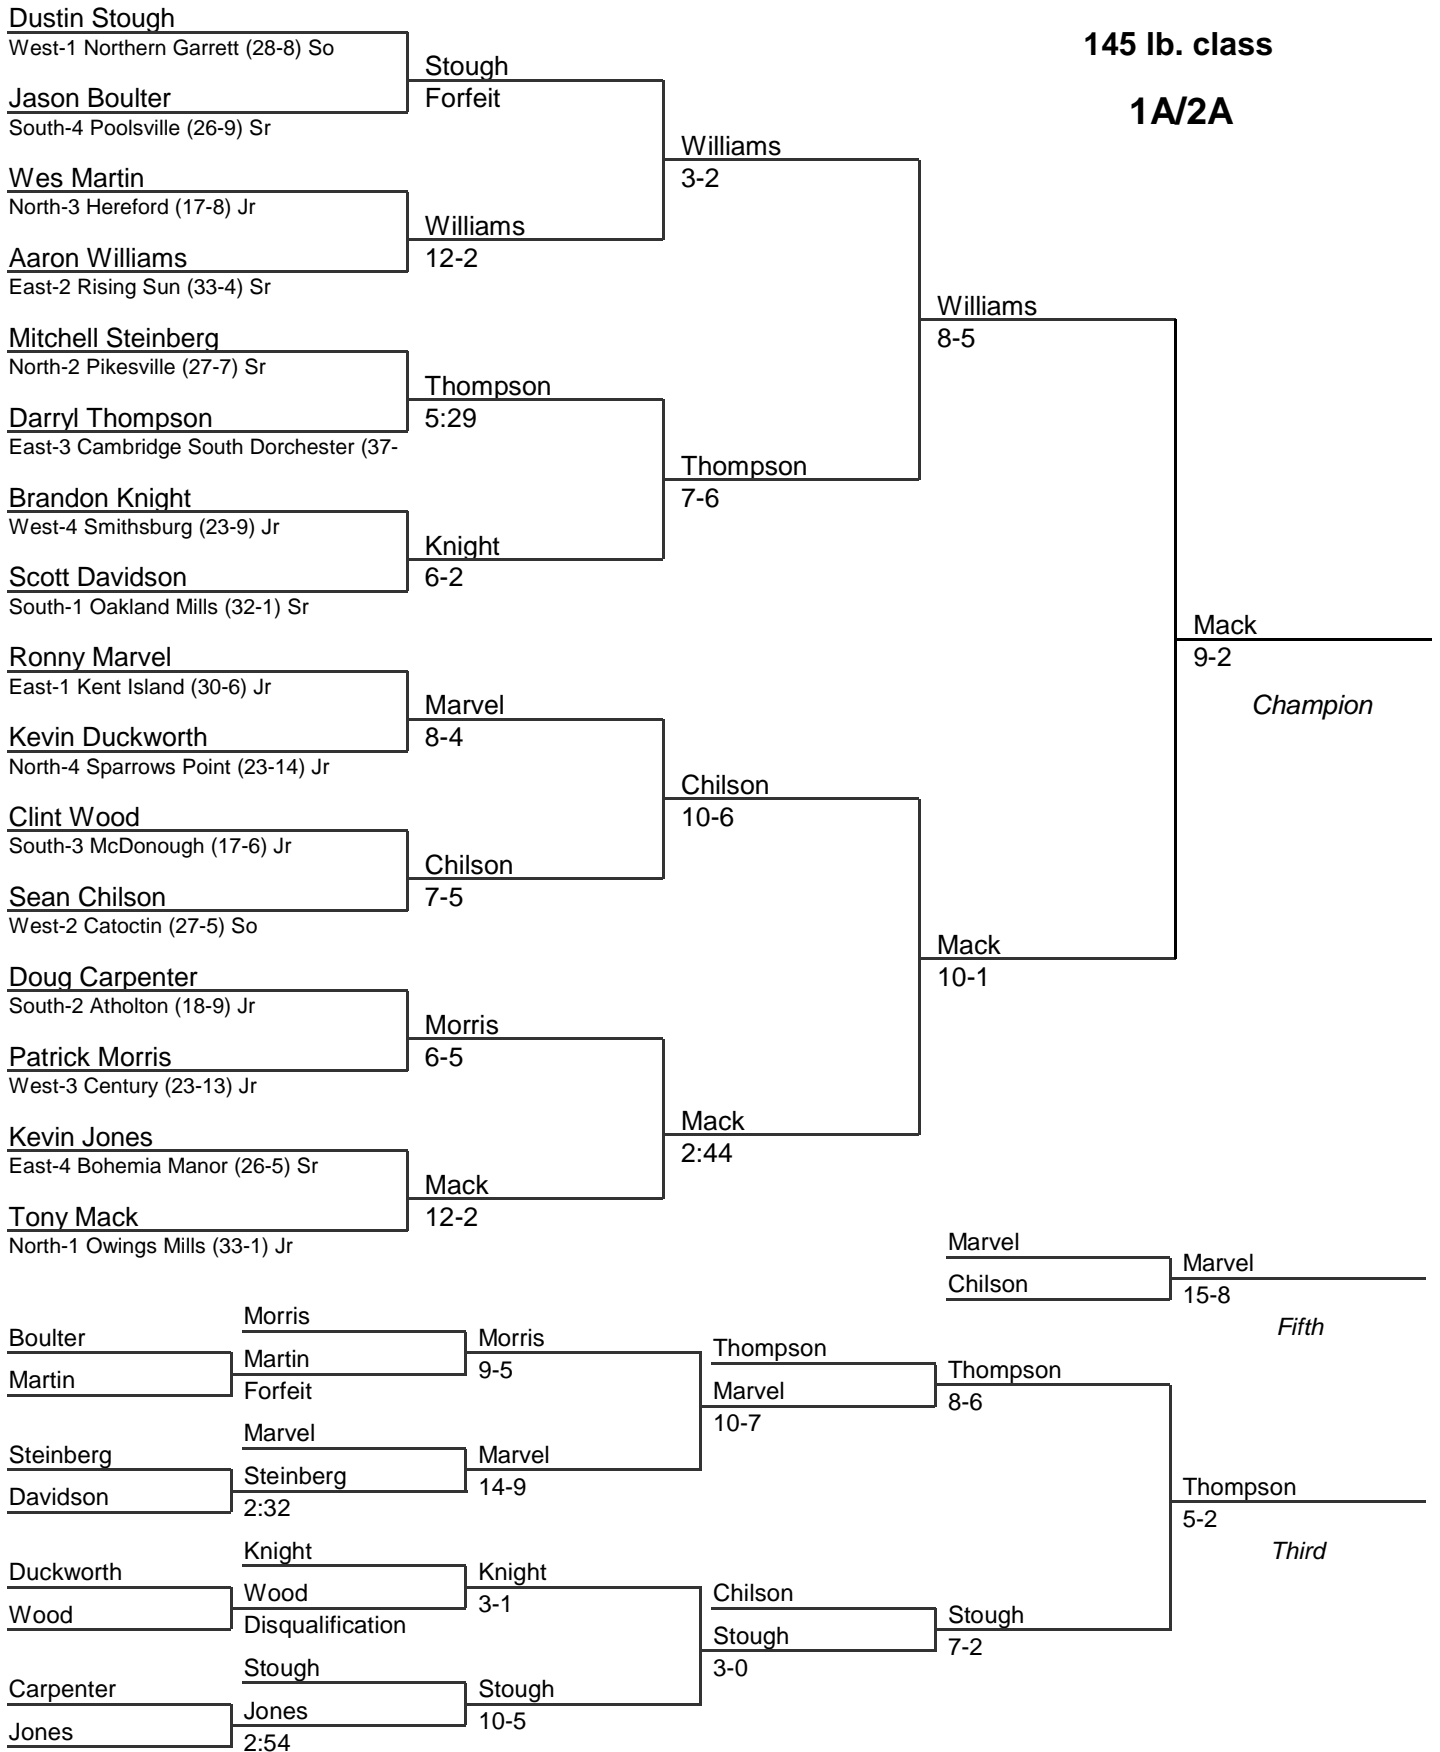 Dustin Stough
West-1 Northern Garrett (28-8) So
145 lb. class
Stough
Jason Boulter
Forfeit
1A/2A
South-4 Poolsville (26-9) Sr
Williams
Wes Martin
3-2
North-3 Hereford (17-8) Jr
Williams
Aaron Williams
12-2
East-2 Rising Sun (33-4) Sr
Williams
Mitchell Steinberg
8-5
North-2 Pikesville (27-7) Sr
Thompson
Darryl Thompson
5:29
East-3 Cambridge South Dorchester (37-
Thompson
Brandon Knight
7-6
West-4 Smithsburg (23-9) Jr
Knight
Scott Davidson
6-2
South-1 Oakland Mills (32-1) Sr
Mack
Ronny Marvel
9-2
East-1 Kent Island (30-6) Jr
Marvel
Champion
Kevin Duckworth
8-4
North-4 Sparrows Point (23-14) Jr
Chilson
Clint Wood
10-6
South-3 McDonough (17-6) Jr
Chilson
Sean Chilson
7-5
West-2 Catoctin (27-5) So
Mack
Doug Carpenter
10-1
South-2 Atholton (18-9) Jr
Morris
Patrick Morris
6-5
West-3 Century (23-13) Jr
Mack
Kevin Jones
2:44
East-4 Bohemia Manor (26-5) Sr
Mack
Tony Mack
12-2
North-1 Owings Mills (33-1) Jr
Marvel
Marvel
Chilson
15-8
Fifth
Morris
Boulter
Morris
Martin
Martin
9-5
Forfeit
Thompson
Thompson
Marvel
8-6
10-7
Marvel
Steinberg
Marvel
Steinberg
14-9
Davidson
2:32
Thompson
5-2
Third
Knight
Duckworth
Knight
Wood
Wood
3-1
Disqualification
Chilson
Stough
Stough
7-2
3-0
Stough
Carpenter
Stough
Jones
Jones
10-5
2:54